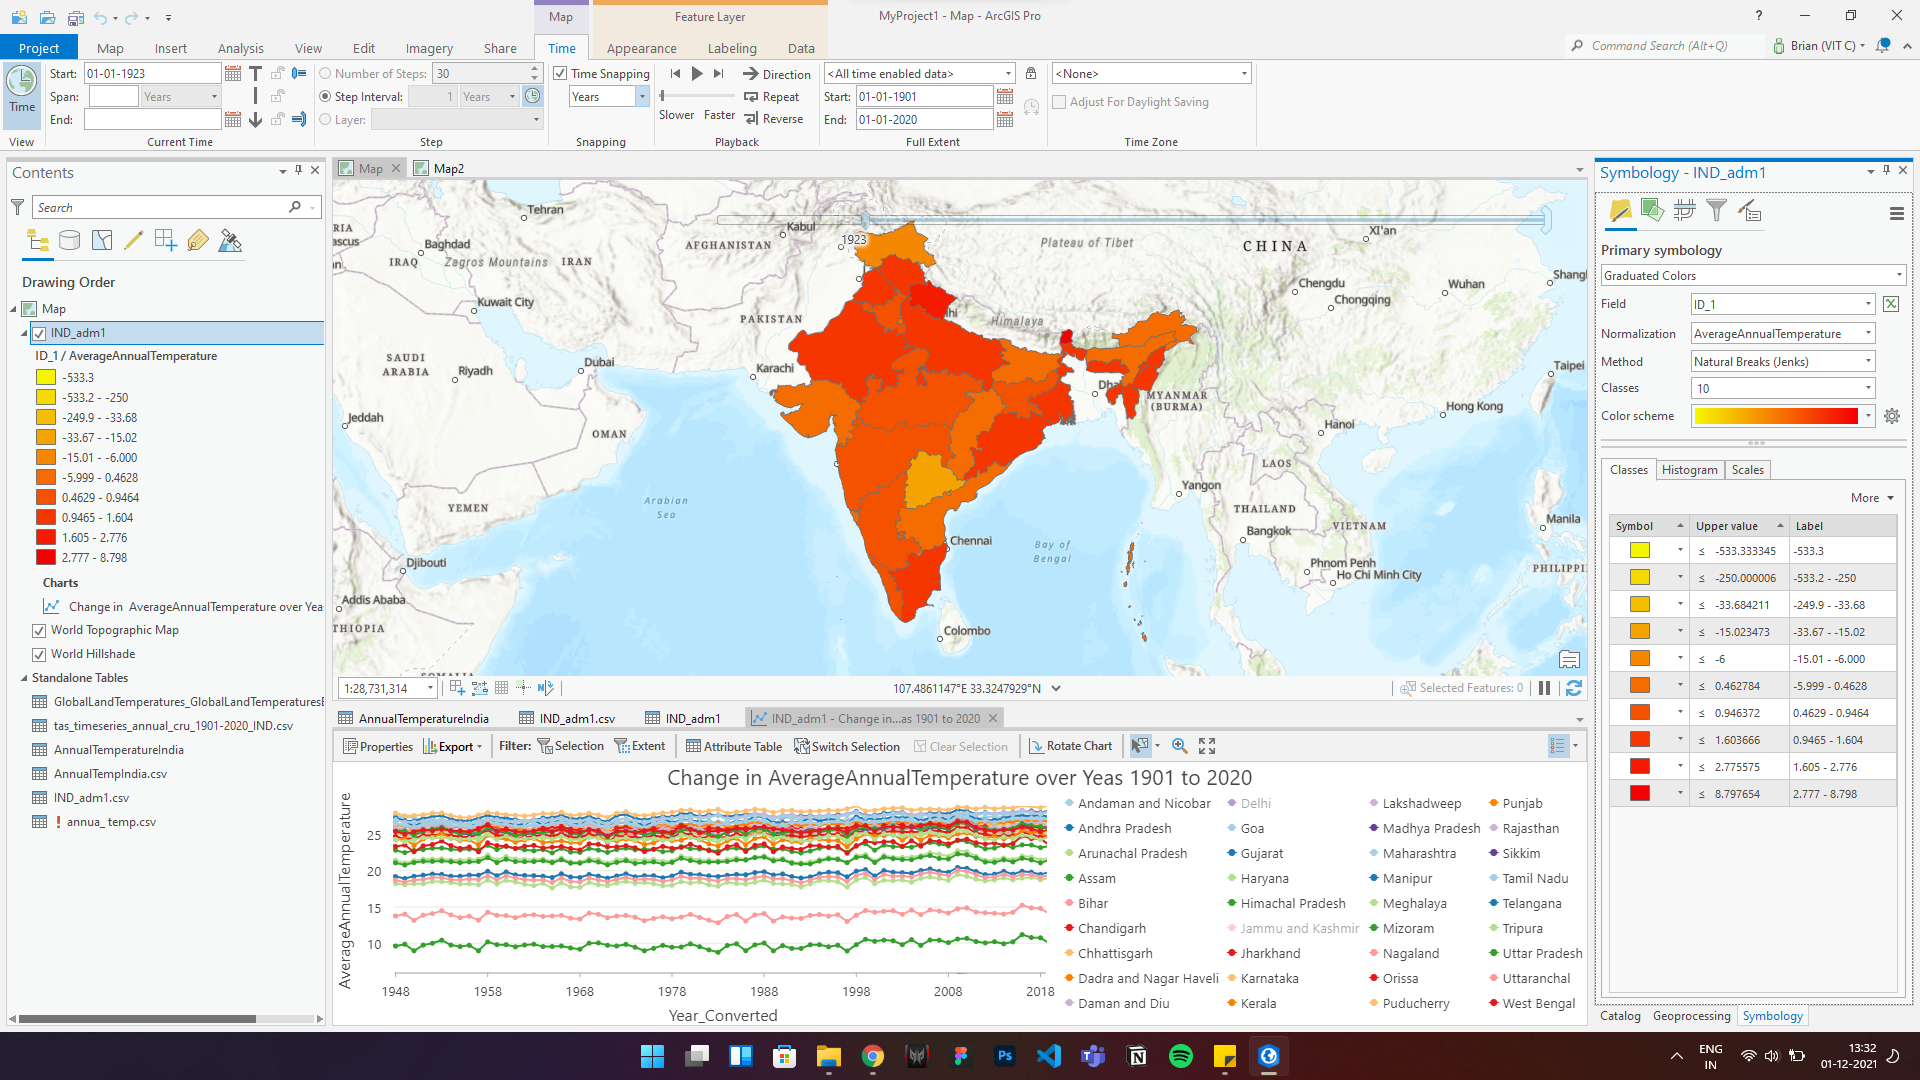 Map
Feature Layer
MyProject1 - Map - ArcGIS Pro
?
Project
Map
Insert
Analysis
View
Edit
Imagery
Share
Time
Appearance
Labeling
Data
Command Search (Alt+Q)
Brian (VIT C)
Time
View
Start:
01-01-1923
Span:
Years
End:
Current Time
Number of Steps:
30
Step Interval:
1
Years
Layer:
Step
Time Snapping
Years
Snapping
Slower
Faster
Direction
Repeat
Reverse
Playback
<All time enabled data>
Start:
01-01-1901
End:
01-01-2020
Full Extent
<None>
Adjust For Daylight Saving
Time Zone
Contents
Search
Drawing Order
Map
IND_adm1
ID_1 / AverageAnnualTemperature
-533.3
-533.2 - -250
-249.9 - -33.68
-33.67 - -15.02
-15.01 - -6.000
-5.999 - 0.4628
0.4629 - 0.9464
0.9465 - 1.604
1.605 - 2.776
2.777 - 8.798
Charts
Change in AverageAnnualTemperature over Yea
World Topographic Map
World Hillshade
Standalone Tables
GlobalLandTemperatures_GlobalLandTemperaturesB
tas_timeseries_annual_cru_1901-2020_IND.csv
AnnualTemperatureIndia
AnnualTempIndia.csv
IND_adm1.csv
! annua_ temp.csv
Map
Map2
Tehran
Kabul
1923
AFGHANISTAN
RIA
ascus
Baghdad
IRAQ
Zagros Mountains
IRAN
Plateau of Tibet
CHINA
XI'an
Chengdu
Wuhan
Shang
Chongqing
Kuwait City
PAKISTAN
lhi
Himalaya
SAUDI
ARABIA
Riyadh
Dubai
Karachi
Dha
MYANMAR
(BURMA)
Taipei
Jeddah
OMAN
Hong Kong
Hanoi
LAOS
Arabian
Sea
YEMEN
Yangon
THAILAND
Bangkok
VIETNAM
Manila
Chennai
Bay of
Bengal
Djibouti
Phnom Penh
Ho Chi Minh City
PHILIPPI
Addis Ababa
THIOPIA
Colombo
SOMALIA
1:28,731,314
107.4861147°E 33.3247929°N
Selected Features: 0
AnnualTemperatureIndia
IND_adm1.csv
IND_adm1
IND_adm1 - Change in...as 1901 to 2020
Properties
Export
Filter:
Selection
Extent
Attribute Table
Switch Selection
Clear Selection
Rotate Chart
Change in AverageAnnualTemperature over Yeas 1901 to 2020
AverageAnnualTemperature
25
20
15
10
1948
1958
1968
1978
1988
1998
2008
2018
Year_Converted
Andaman and Nicobar
Delhi
Lakshadweep
Punjab
Andhra Pradesh
Goa
Madhya Pradesh
Rajasthan
Arunachal Pradesh
Gujarat
Maharashtra
Sikkim
Assam
Haryana
Manipur
Tamil Nadu
Bihar
Himachal Pradesh
Meghalaya
Telangana
Chandigarh
Jammu and Kashmir
Mizoram
Tripura
Chhattisgarh
Jharkhand
Nagaland
Uttar Pradesh
Dadra and Nagar Haveli
Karnataka
Orissa
Uttaranchal
Daman and Diu
Kerala
Puducherry
West Bengal
Symbology - IND_adm1
Primary symbology
Graduated Colors
Field
ID_1
Normalization
AverageAnnualTemperature
Method
Natural Breaks (Jenks)
Classes
10
Color scheme
Classes
Histogram
Scales
More
Symbol
Upper value
Label
≤ -533.333345
-533.3
≤ -250.000006
-533.2 - -250
≤ -33.684211
-249.9 - -33.68
≤ -15.023473
-33.67 - -15.02
≤ -6
-15.01 - -6.000
≤ 0.462784
-5.999 - 0.4628
≤ 0.946372
0.4629 - 0.9464
≤ 1.603666
0.9465 - 1.604
≤ 2.775575
1.605 - 2.776
≤ 8.797654
2.777 - 8.798
Catalog
Geoprocessing
Symbology
Ps
ENG
IN
13:32
01-12-2021